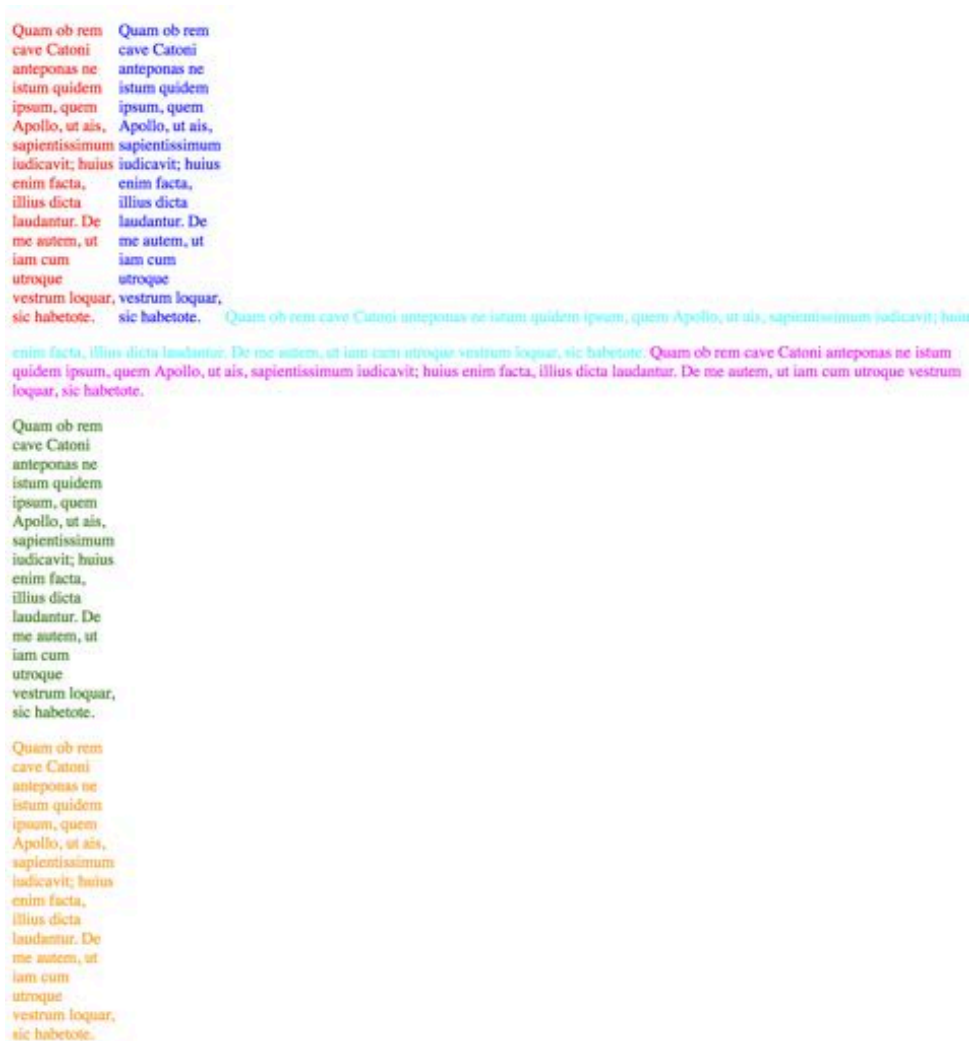 Quam ob rem
cave Catoni
anteponas ne
istum quidem
ipsum, quem
Apollo, ut ais,
sapientissimum
iudicavit; huius
enim facta,
illius dicta
laudantur. De
me autem, ut
iam cum
utroque
vestrum loquar,
sic habetote.
Quam ob rem
cave Catoni
anteponas ne
istum quidem
ipsum, quem
Apollo, ut ais,
sapientissimum
iudicavit; huius
enim facta,
illius dicta
laudantur. De
me autem, ut
iam cum
utroque
vestrum loquar,
sic habetote.
Quam ob rem cave Catoni anteponas ne istum quidem ipsum, quem Apollo, ut ais, sapientissimum iudicavit; huius
enim facta, illius dicta laudantur. De me autem, ut iam cum utroque vestrum loquar, sic habetote. Quam ob rem cave Catoni anteponas ne istum
quidem ipsum, quem Apollo, ut ais, sapientissimum iudicavit; huius enim facta, illius dicta laudantur. De me autem, ut iam cum utroque vestrum
loquar, sic habetote.
Quam ob rem
cave Catoni
anteponas ne
istum quidem
ipsum, quem
Apollo, ut ais,
sapientissimum
iudicavit; huius
enim facta,
illius dicta
laudantur. De
me autem, ut
iam cum
utroque
vestrum loquar,
sic habetote.
Quam ob rem
cave Catoni
anteponas ne
istum quidem
ipsum, quem
Apollo, ut ais,
sapientissimum
iudicavit; huius
enim facta,
illius dicta
laudantur. De
me autem, ut
iam cum
utroque
vestrum loquar,
sic habetote.